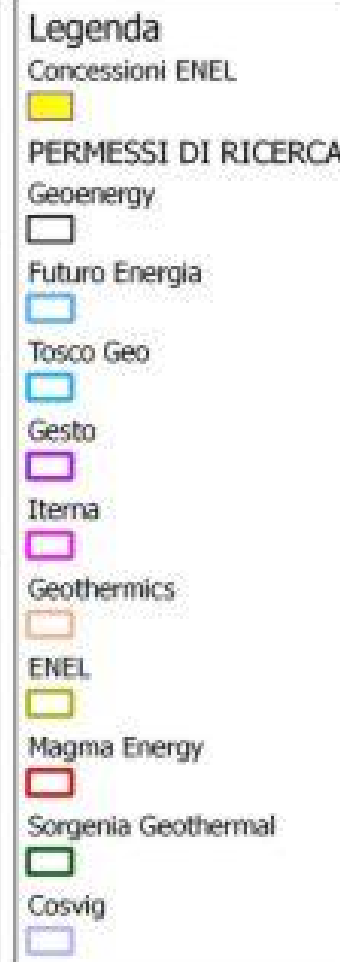 Legenda
Concessioni ENEL
PERMESSI DI RICERCA
Geoenergy
Futuro Energia
Tosco Geo
Gesto
Iterna
Geothermics
ENEL
Magma Energy
Sorgenia Geothermal
Cosvig